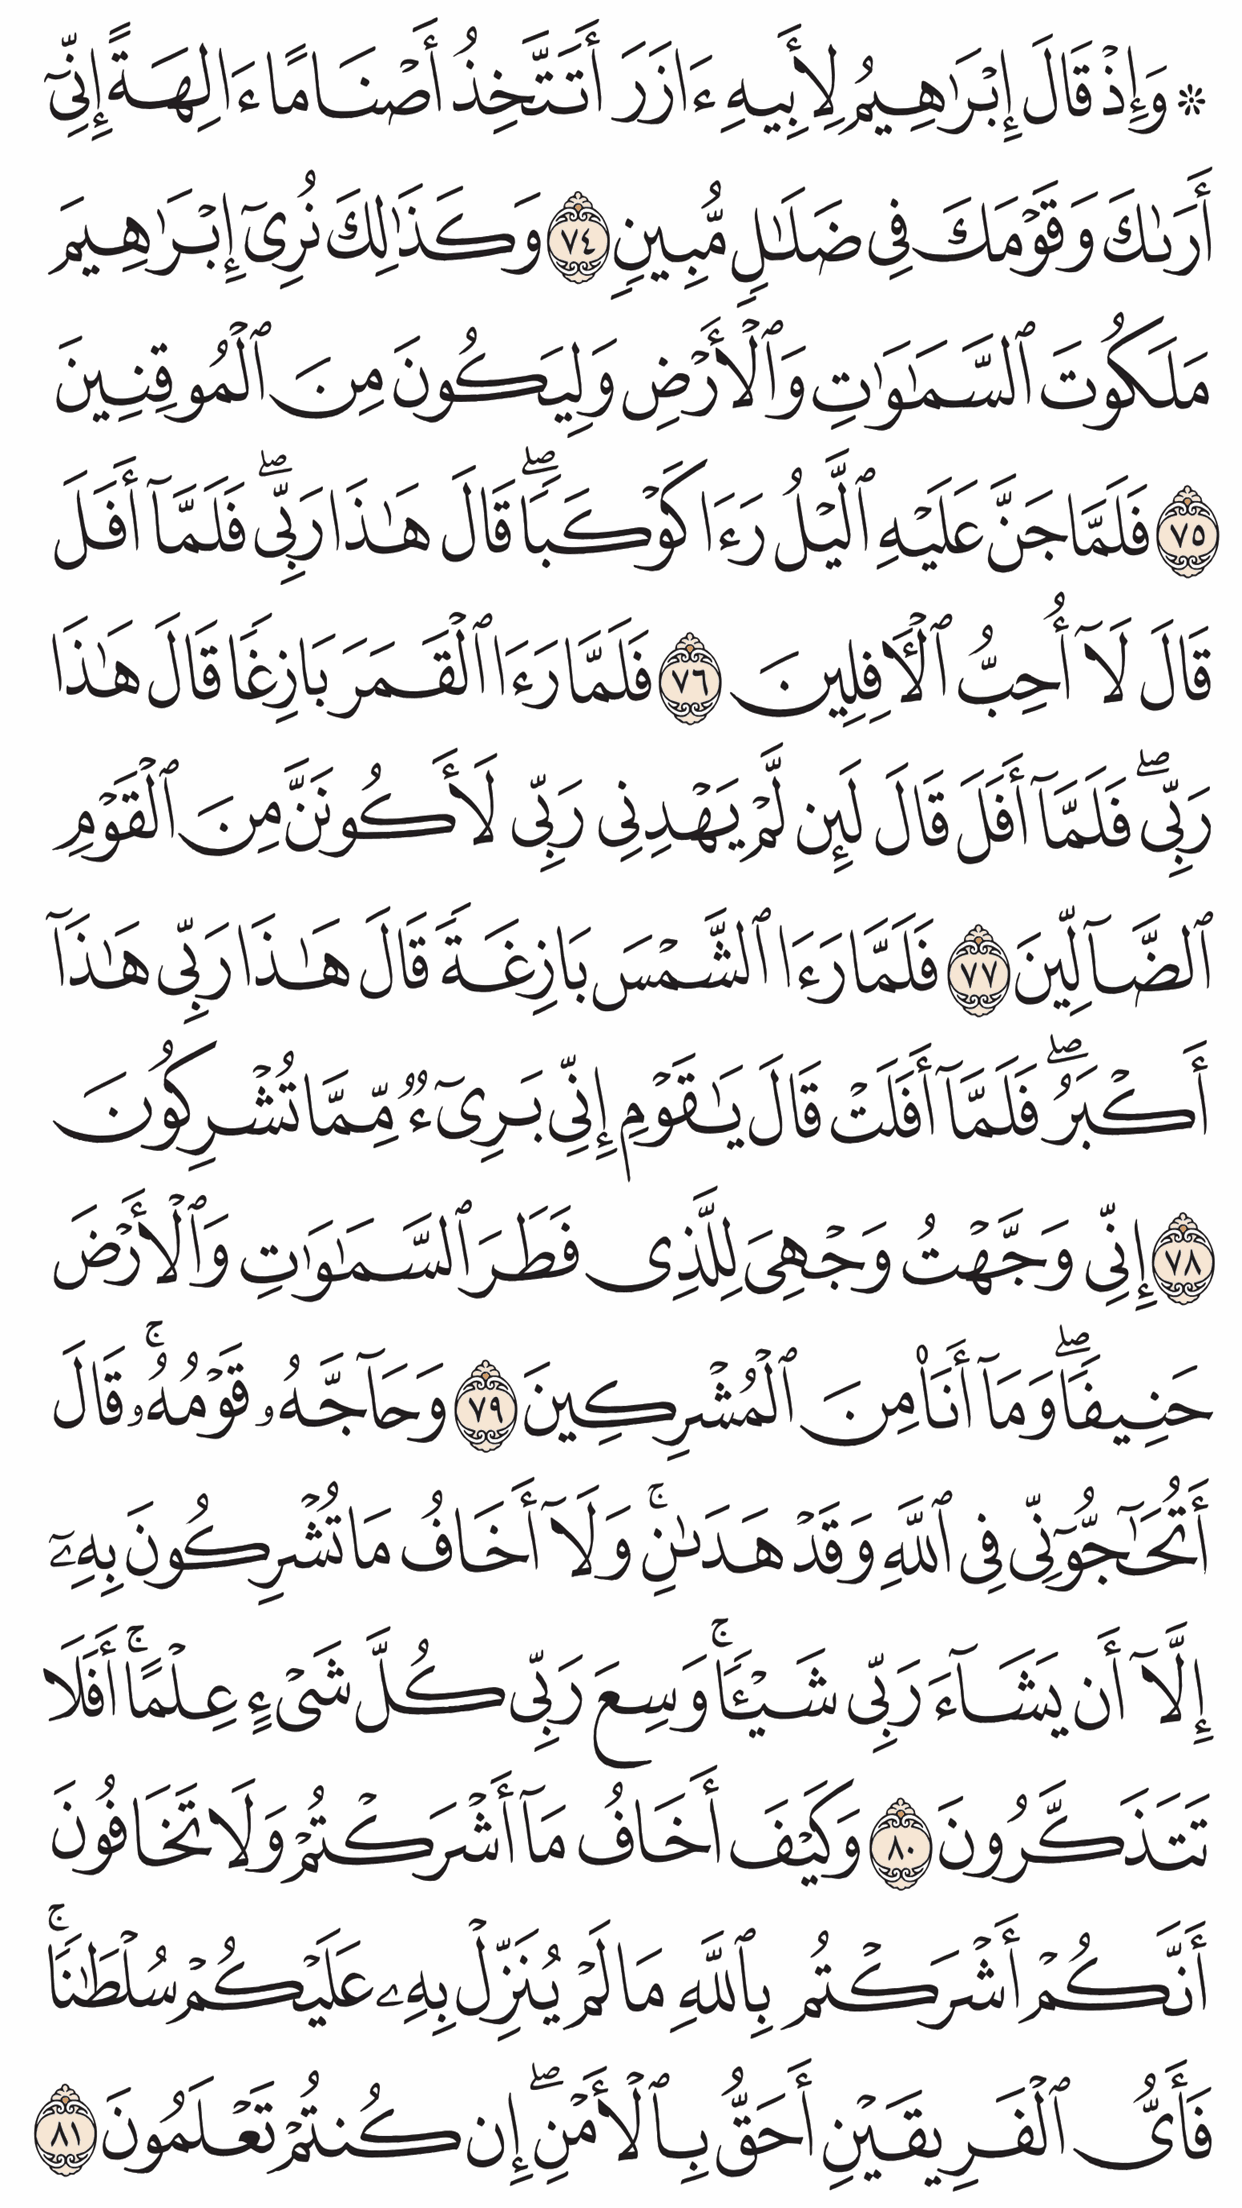 ۞ وَإِذْ قَالَ إِبْرَٰهِيمُ لِأَبِيهِ ءَازَرَ أَتَتَّخِذُ أَصْنَامًا ءَالِهَةً إِنِّىٓ
أَرَىٰكَ وَقَوْمَكَ فِى ضَلَٰلٍ مُّبِينٍ ٧٤ وَكَذَٰلِكَ نُرِىٓ إِبْرَٰهِيمَ
مَلَكُوتَ ٱلسَّمَٰوَٰتِ وَٱلْأَرْضِ وَلِيَكُونَ مِنَ ٱلْمُوقِنِينَ
٧٥ فَلَمَّا جَنَّ عَلَيْهِ ٱلَّيْلُ رَءَا كَوْكَبًاۖ قَالَ هَٰذَا رَبِّىۖ فَلَمَّآ أَفَلَ
قَالَ لَآ أُحِبُّ ٱلْأَفِلِينَ ٧٦ فَلَمَّا رَءَا ٱلْقَمَرَ بَازِغًا قَالَ هَٰذَا
رَبِّىۖ فَلَمَّآ أَفَلَ قَالَ لَئِن لَّمْ يَهْدِنِى رَبِّى لَأَكُونَنَّ مِنَ ٱلْقَوْمِ
ٱلضَّآلِّينَ ٧٧ فَلَمَّا رَءَا ٱلشَّمْسَ بَازِغَةً قَالَ هَٰذَا رَبِّى هَٰذَآ
أَكْبَرُۖ فَلَمَّآ أَفَلَتْ قَالَ يَٰقَوْمِ إِنِّى بَرِىٓءٌ مِّمَّا تُشْرِكُونَ
٧٨ إِنِّى وَجَّهْتُ وَجْهِىَ لِلَّذِى فَطَرَ ٱلسَّمَٰوَٰتِ وَٱلْأَرْضَ
حَنِيفًاۖ وَمَآ أَنَا۠ مِنَ ٱلْمُشْرِكِينَ ٧٩ وَحَآجَّهُۥ قَوْمُهُۥۚ قَالَ
أَتُحَٰٓجُّوٓنِّى فِى ٱللَّهِ وَقَدْ هَدَىٰنِۚ وَلَآ أَخَافُ مَا تُشْرِكُونَ بِهِۦٓ
إِلَّآ أَن يَشَآءَ رَبِّى شَيْـًٔاۚ وَسِعَ رَبِّى كُلَّ شَىْءٍ عِلْمًاۚ أَفَلَا
تَتَذَكَّرُونَ ٨٠ وَكَيْفَ أَخَافُ مَآ أَشْرَكْتُمْ وَلَا تَخَافُونَ
أَنَّكُمْ أَشْرَكْتُم بِٱللَّهِ مَا لَمْ يُنَزِّلْ بِهِۦ عَلَيْكُمْ سُلْطَٰنًاۚ
فَأَىُّ ٱلْفَرِيقَيْنِ أَحَقُّ بِٱلْأَمْنِۖ إِن كُنتُمْ تَعْلَمُونَ ٨١